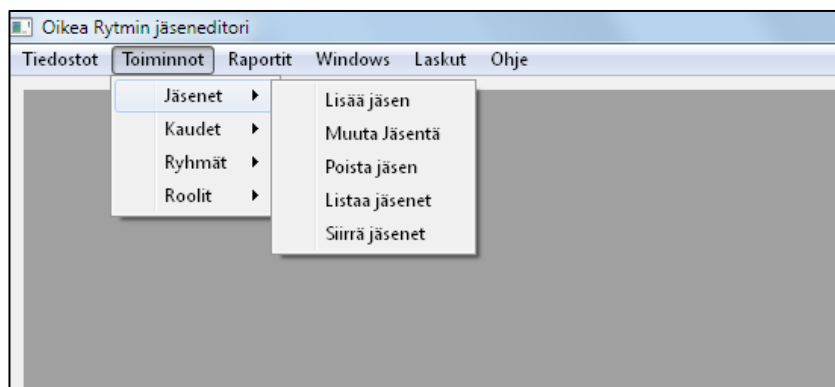 Oikea Rytmin jäseneditori
Tiedostot Toiminnot Raportit Windows Laskut Ohje
Jäsenet
Kaudet
Ryhmät
Roolit
Lisää jäsen
Muuta Jäsentä
Poista jäsen
Listaa jäsenet
Siirrä jäsenet